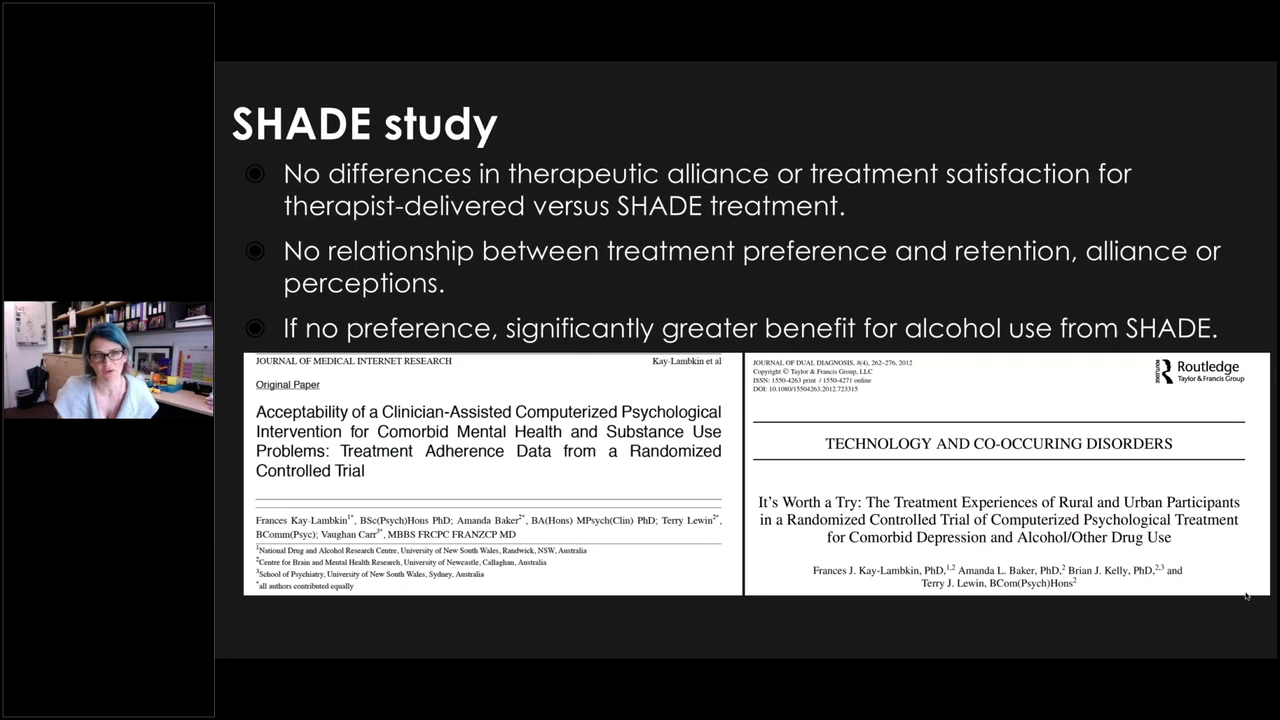 SHADE study
No differences in therapeutic alliance or treatment satisfaction for
therapist-delivered versus SHADE treatment.
No relationship between treatment preference and retention, alliance or
perceptions.
If no preference, significantly greater benefit for alcohol use from SHADE.
JOURNAL OF MEDICAL INTERNET RESEARCH
Kay-Lambkin et al
Original Paper
Acceptability of a Clinician-Assisted Computerized Psychological
Intervention for Comorbid Mental Health and Substance Use
Problems: Treatment Adherence Data from a Randomized
Controlled Trial
Frances Kay-Lambkin1*, BSc(Psych)Hons PhD; Amanda Baker2*, BA(Hons) MPsych(Clin) PhD; Terry Lewin2*,
BComm(Psyc); Vaughan Carr3*, MBBS FRCPC FRANZCP MD
1National Drug and Alcohol Research Centre, University of New South Wales, Randwick, NSW, Australia
2Centre for Brain and Mental Health Research, University of Newcastle, Callaghan, Australia
3School of Psychiatry, University of New South Wales, Sydney, Australia
*all authors contributed equally
JOURNAL OF DUAL DIAGNOSIS, 8(4), 262–276, 2012
Copyright © Taylor & Francis Group, LLC
ISSN: 1550-4263 print / 1550-4271 online
DOI: 10.1080/15504263.2012.723315
ROUTLEDGE
Routledge
Taylor & Francis Group
TECHNOLOGY AND CO-OCCURING DISORDERS
It's Worth a Try: The Treatment Experiences of Rural and Urban Participants
in a Randomized Controlled Trial of Computerized Psychological Treatment
for Comorbid Depression and Alcohol/Other Drug Use
Frances J. Kay-Lambkin, PhD,1,2 Amanda L. Baker, PhD,2 Brian J. Kelly, PhD,2,3 and
Terry J. Lewin, BCom(Psych)Hons2